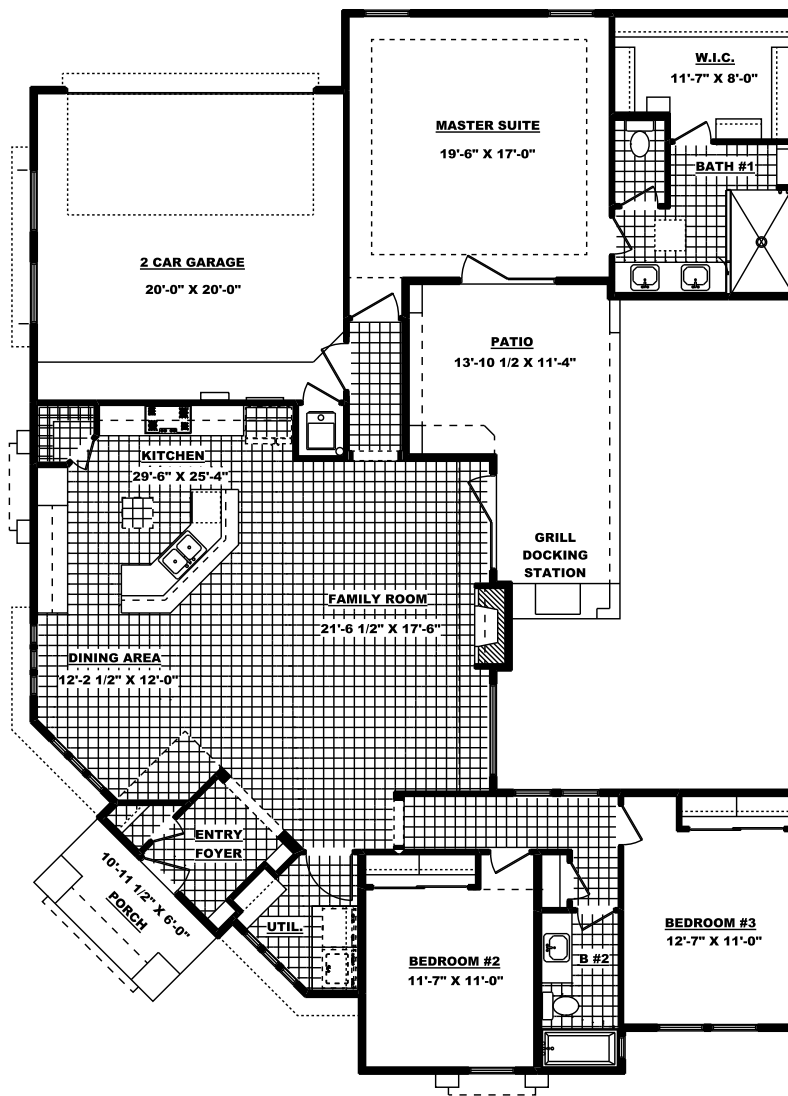 W.I.C.
11'-7" X 8'-0"
MASTER SUITE
19'-6" X 17'-0"
BATH #1
2 CAR GARAGE
20'-0" X 20'-0"
PATIO
13'-10 1/2 X 11'-4"
KITCHEN
29'-6" X 25'-4"
GRILL
DOCKING
STATION
FAMILY ROOM
21'-6 1/2" X 17'-6"
DINING AREA
12'-2 1/2" X 12'-0"
ENTRY
FOYER
10'-11 1/2" X 6'-0"
PORCH
UTIL.
BEDROOM #2
11'-7" X 11'-0"
B #2
BEDROOM #3
12'-7" X 11'-0"